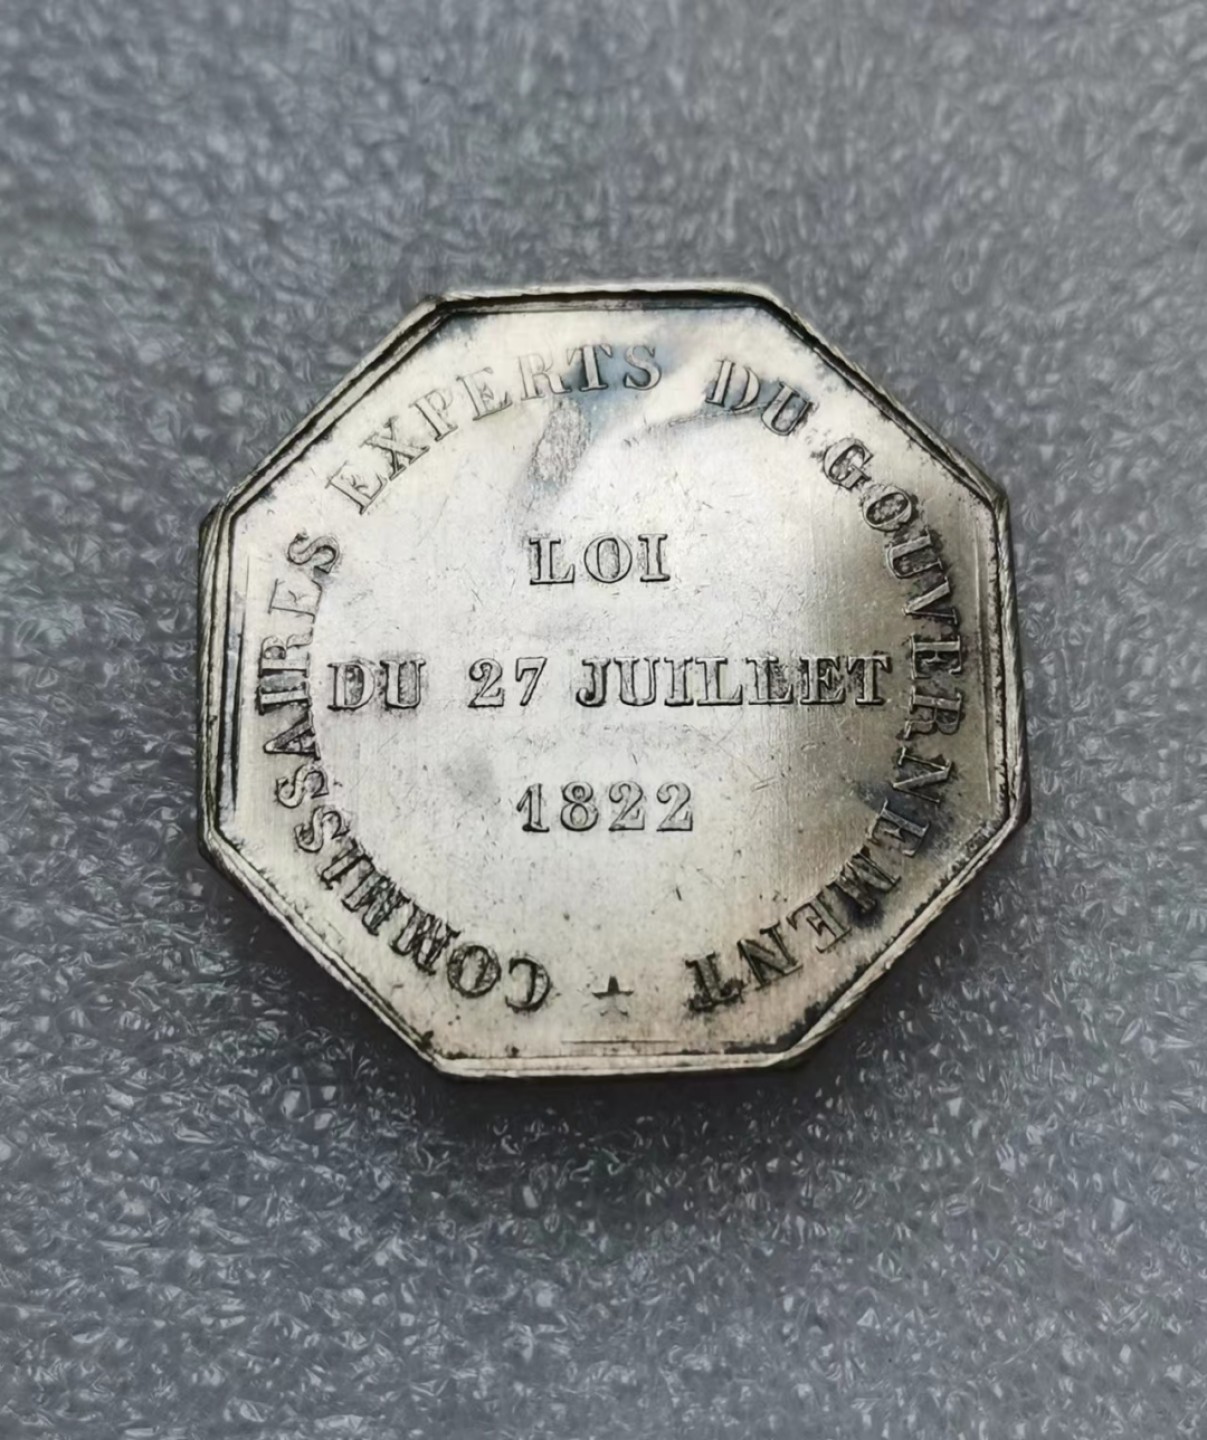 COMMISSAIRES EXPERTS DU GOUVERNEMENT
LOI
DU 27 JUILLET
1822